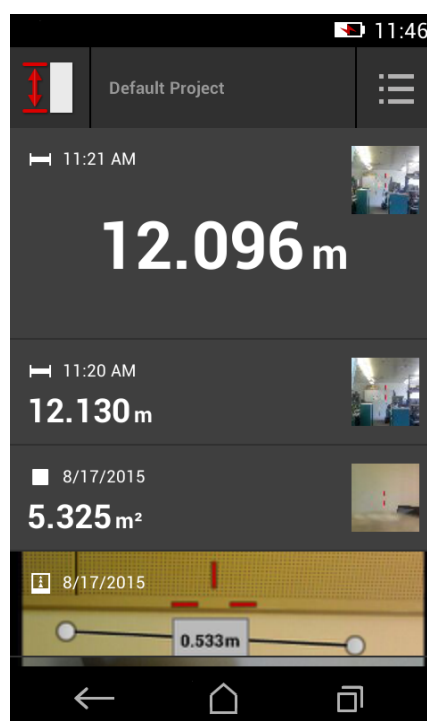 11:46
Default Project
11:21 AM
12.096 m
11:20 AM
12.130 m
8/17/2015
5.325 m²
8/17/2015
0.533m